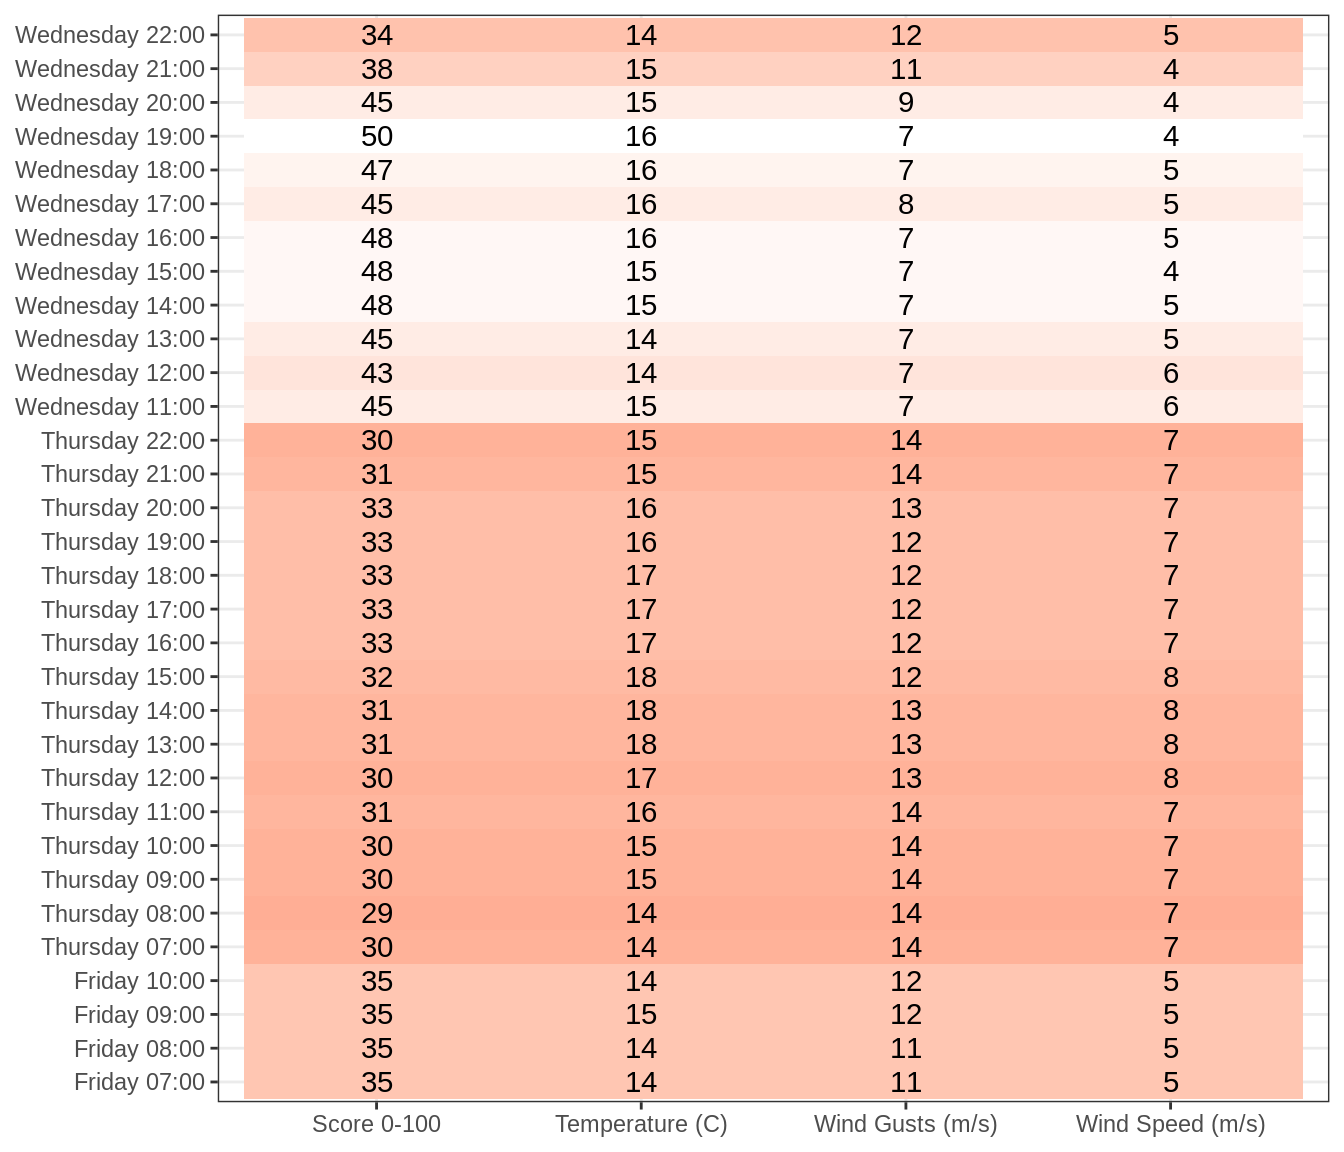 Wednesday 22:00 34 14 12 5
Wednesday 21:00 38 15 11 4
Wednesday 20:00 45 15 9 4
Wednesday 19:00 50 16 7 4
Wednesday 18:00 47 16 7 5
Wednesday 17:00 45 16 8 5
Wednesday 16:00 48 16 7 5
Wednesday 15:00 48 15 7 4
Wednesday 14:00 48 15 7 5
Wednesday 13:00 45 14 7 5
Wednesday 12:00 43 14 7 6
Wednesday 11:00 45 15 7 6
Thursday 22:00 30 15 14 7
Thursday 21:00 31 15 14 7
Thursday 20:00 33 16 13 7
Thursday 19:00 33 16 12 7
Thursday 18:00 33 17 12 7
Thursday 17:00 33 17 12 7
Thursday 16:00 33 17 12 7
Thursday 15:00 32 18 12 8
Thursday 14:00 31 18 13 8
Thursday 13:00 31 18 13 8
Thursday 12:00 30 17 13 8
Thursday 11:00 31 16 14 7
Thursday 10:00 30 15 14 7
Thursday 09:00 30 15 14 7
Thursday 08:00 29 14 14 7
Thursday 07:00 30 14 14 7
Friday 10:00 35 14 12 5
Friday 09:00 35 15 12 5
Friday 08:00 35 14 11 5
Friday 07:00 35 14 11 5
Score 0-100 Temperature (C) Wind Gusts (m/s) Wind Speed (m/s)